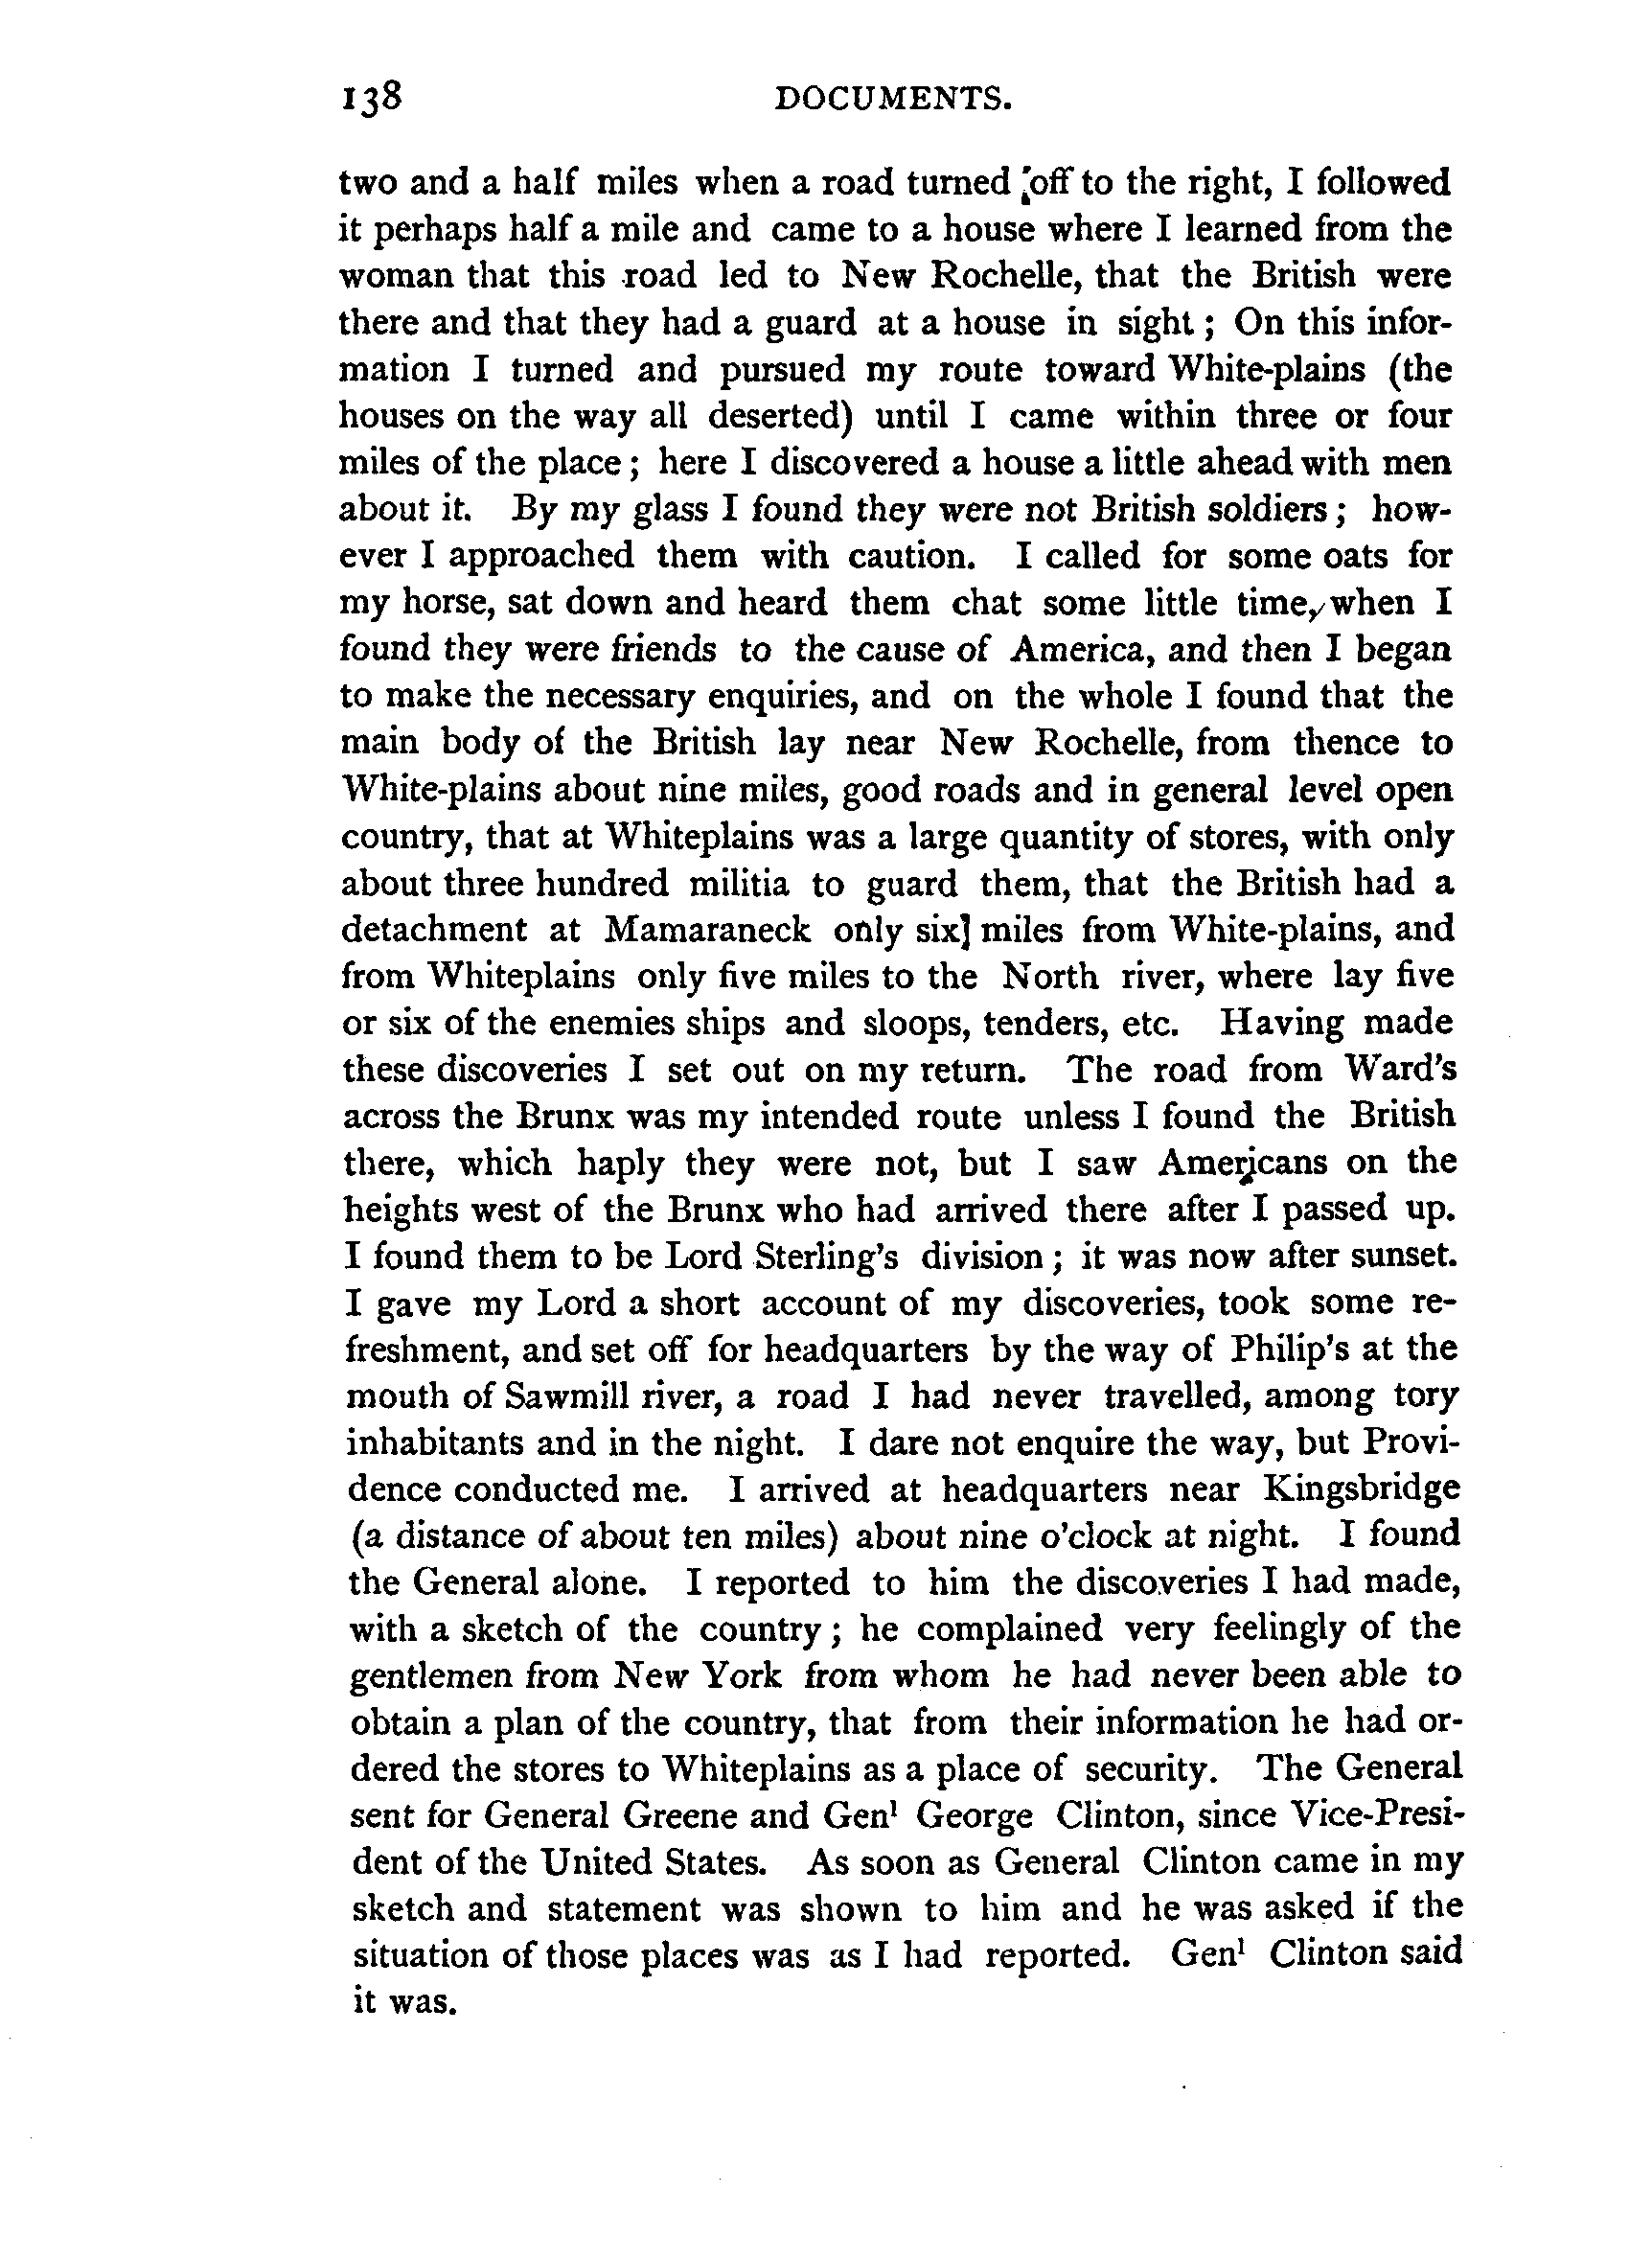 138 DOCUMENTS.
two and a half miles when a road turned off to the right, I followed
it perhaps half a mile and came to a house where I learned from the
woman that this road led to New Rochelle, that the British were
there and that they had a guard at a house in sight; On this infor-
mation I turned and pursued my route toward White-plains (the
houses on the way all deserted) until I came within three or four
miles of the place; here I discovered a house a little ahead with men
about it. By my glass I found they were not British soldiers; how-
ever I approached them with caution. I called for some oats for
my horse, sat down and heard them chat some little time, when I
found they were friends to the cause of America, and then I began
to make the necessary enquiries, and on the whole I found that the
main body of the British lay near New Rochelle, from thence to
White-plains about nine miles, good roads and in general level open
country, that at Whiteplains was a large quantity of stores, with only
about three hundred militia to guard them, that the British had a
detachment at Mamaraneck only six] miles from White-plains, and
from Whiteplains only five miles to the North river, where lay five
or six of the enemies ships and sloops, tenders, etc. Having made
these discoveries I set out on my return. The road from Ward's
across the Brunx was my intended route unless I found the British
there, which haply they were not, but I saw Americans on the
heights west of the Brunx who had arrived there after I passed up.
I found them to be Lord Sterling's division; it was now after sunset.
I gave my Lord a short account of my discoveries, took some re-
freshment, and set off for headquarters by the way of Philip's at the
mouth of Sawmill river, a road I had never travelled, among tory
inhabitants and in the night. I dare not enquire the way, but Provi-
dence conducted me. I arrived at headquarters near Kingsbridge
(a distance of about ten miles) about nine o'clock at night. I found
the General alone. I reported to him the discoveries I had made,
with a sketch of the country; he complained very feelingly of the
gentlemen from New York from whom he had never been able to
obtain a plan of the country, that from their information he had or-
dered the stores to Whiteplains as a place of security. The General
sent for General Greene and Genˡ George Clinton, since Vice-Presi-
dent of the United States. As soon as General Clinton came in my
sketch and statement was shown to him and he was asked if the
situation of those places was as I had reported. Genˡ Clinton said
it was.